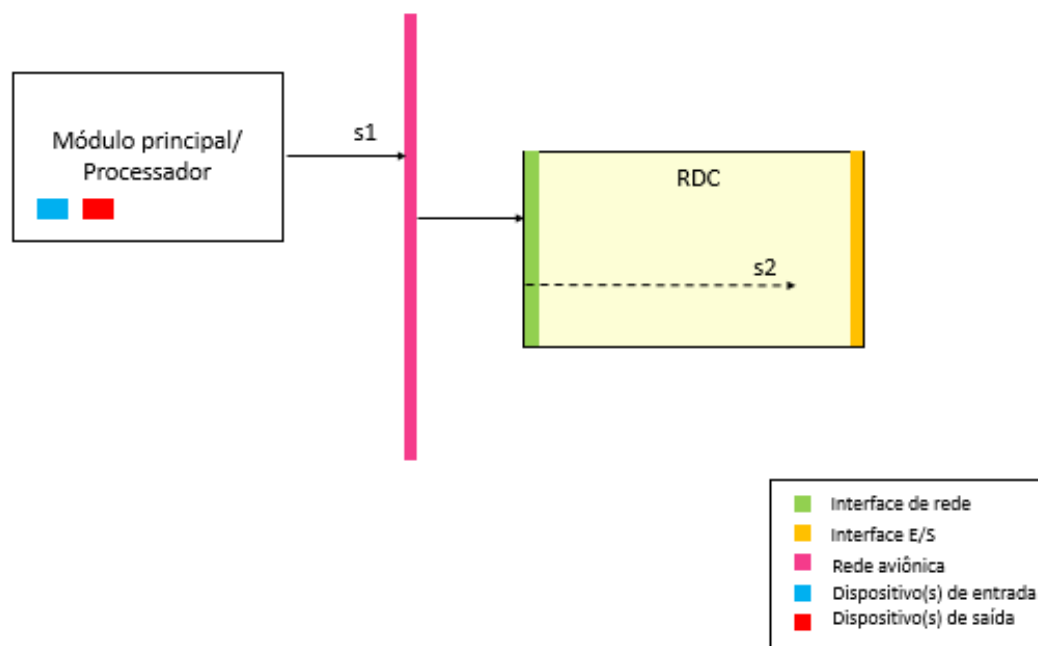 Módulo principal/
Processador
s1
RDC
s2
Interface de rede
Interface E/S
Rede aviônica
Dispositivo(s) de entrada
Dispositivo(s) de saída